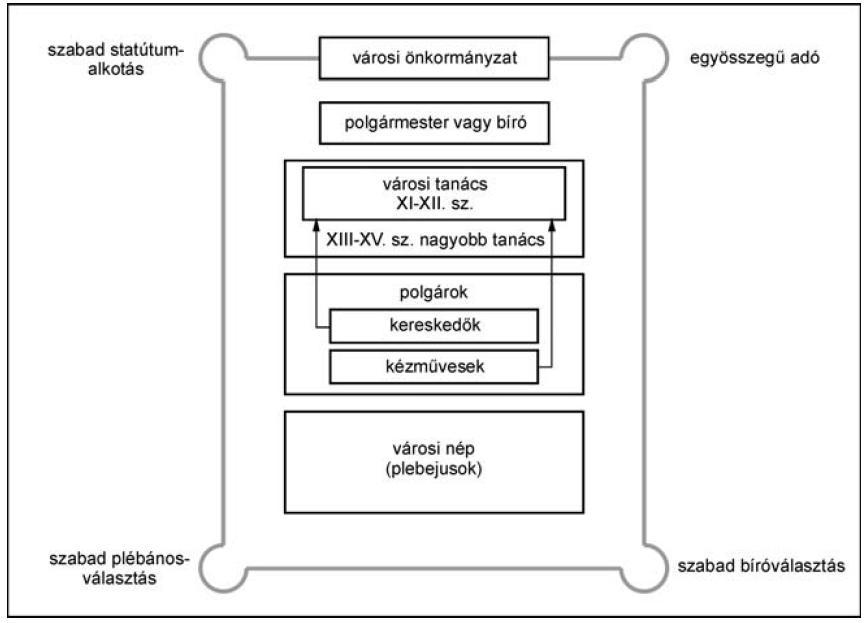 szabad statútum-
alkotás
városi önkormányzat
egyösszegű adó
polgármester vagy bíró
városi tanács
XI-XII. sz.
XIII-XV. sz. nagyobb tanács
polgárok
kereskedők
kézművesek
városi nép
(plebejusok)
szabad plébános-
választás
szabad bíróválasztás